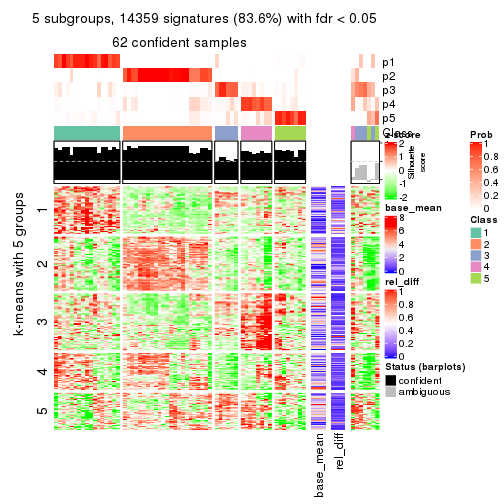 5 subgroups, 14359 signatures (83.6%) with fdr < 0.05
62 confident samples
p1
p2
p3
p4
p5
Class
Silhouette
score
1
2
3
4
5
k-means with 5 groups
base_mean
rel_diff
z-score
2
1
0
-1
-2
base_mean
8
6
4
2
0
rel_diff
1
0.8
0.6
0.4
0.2
0
Status (barplots)
confident
ambiguous
Prob
1
0.8
0.6
0.4
0.2
0
Class
1
2
3
4
5